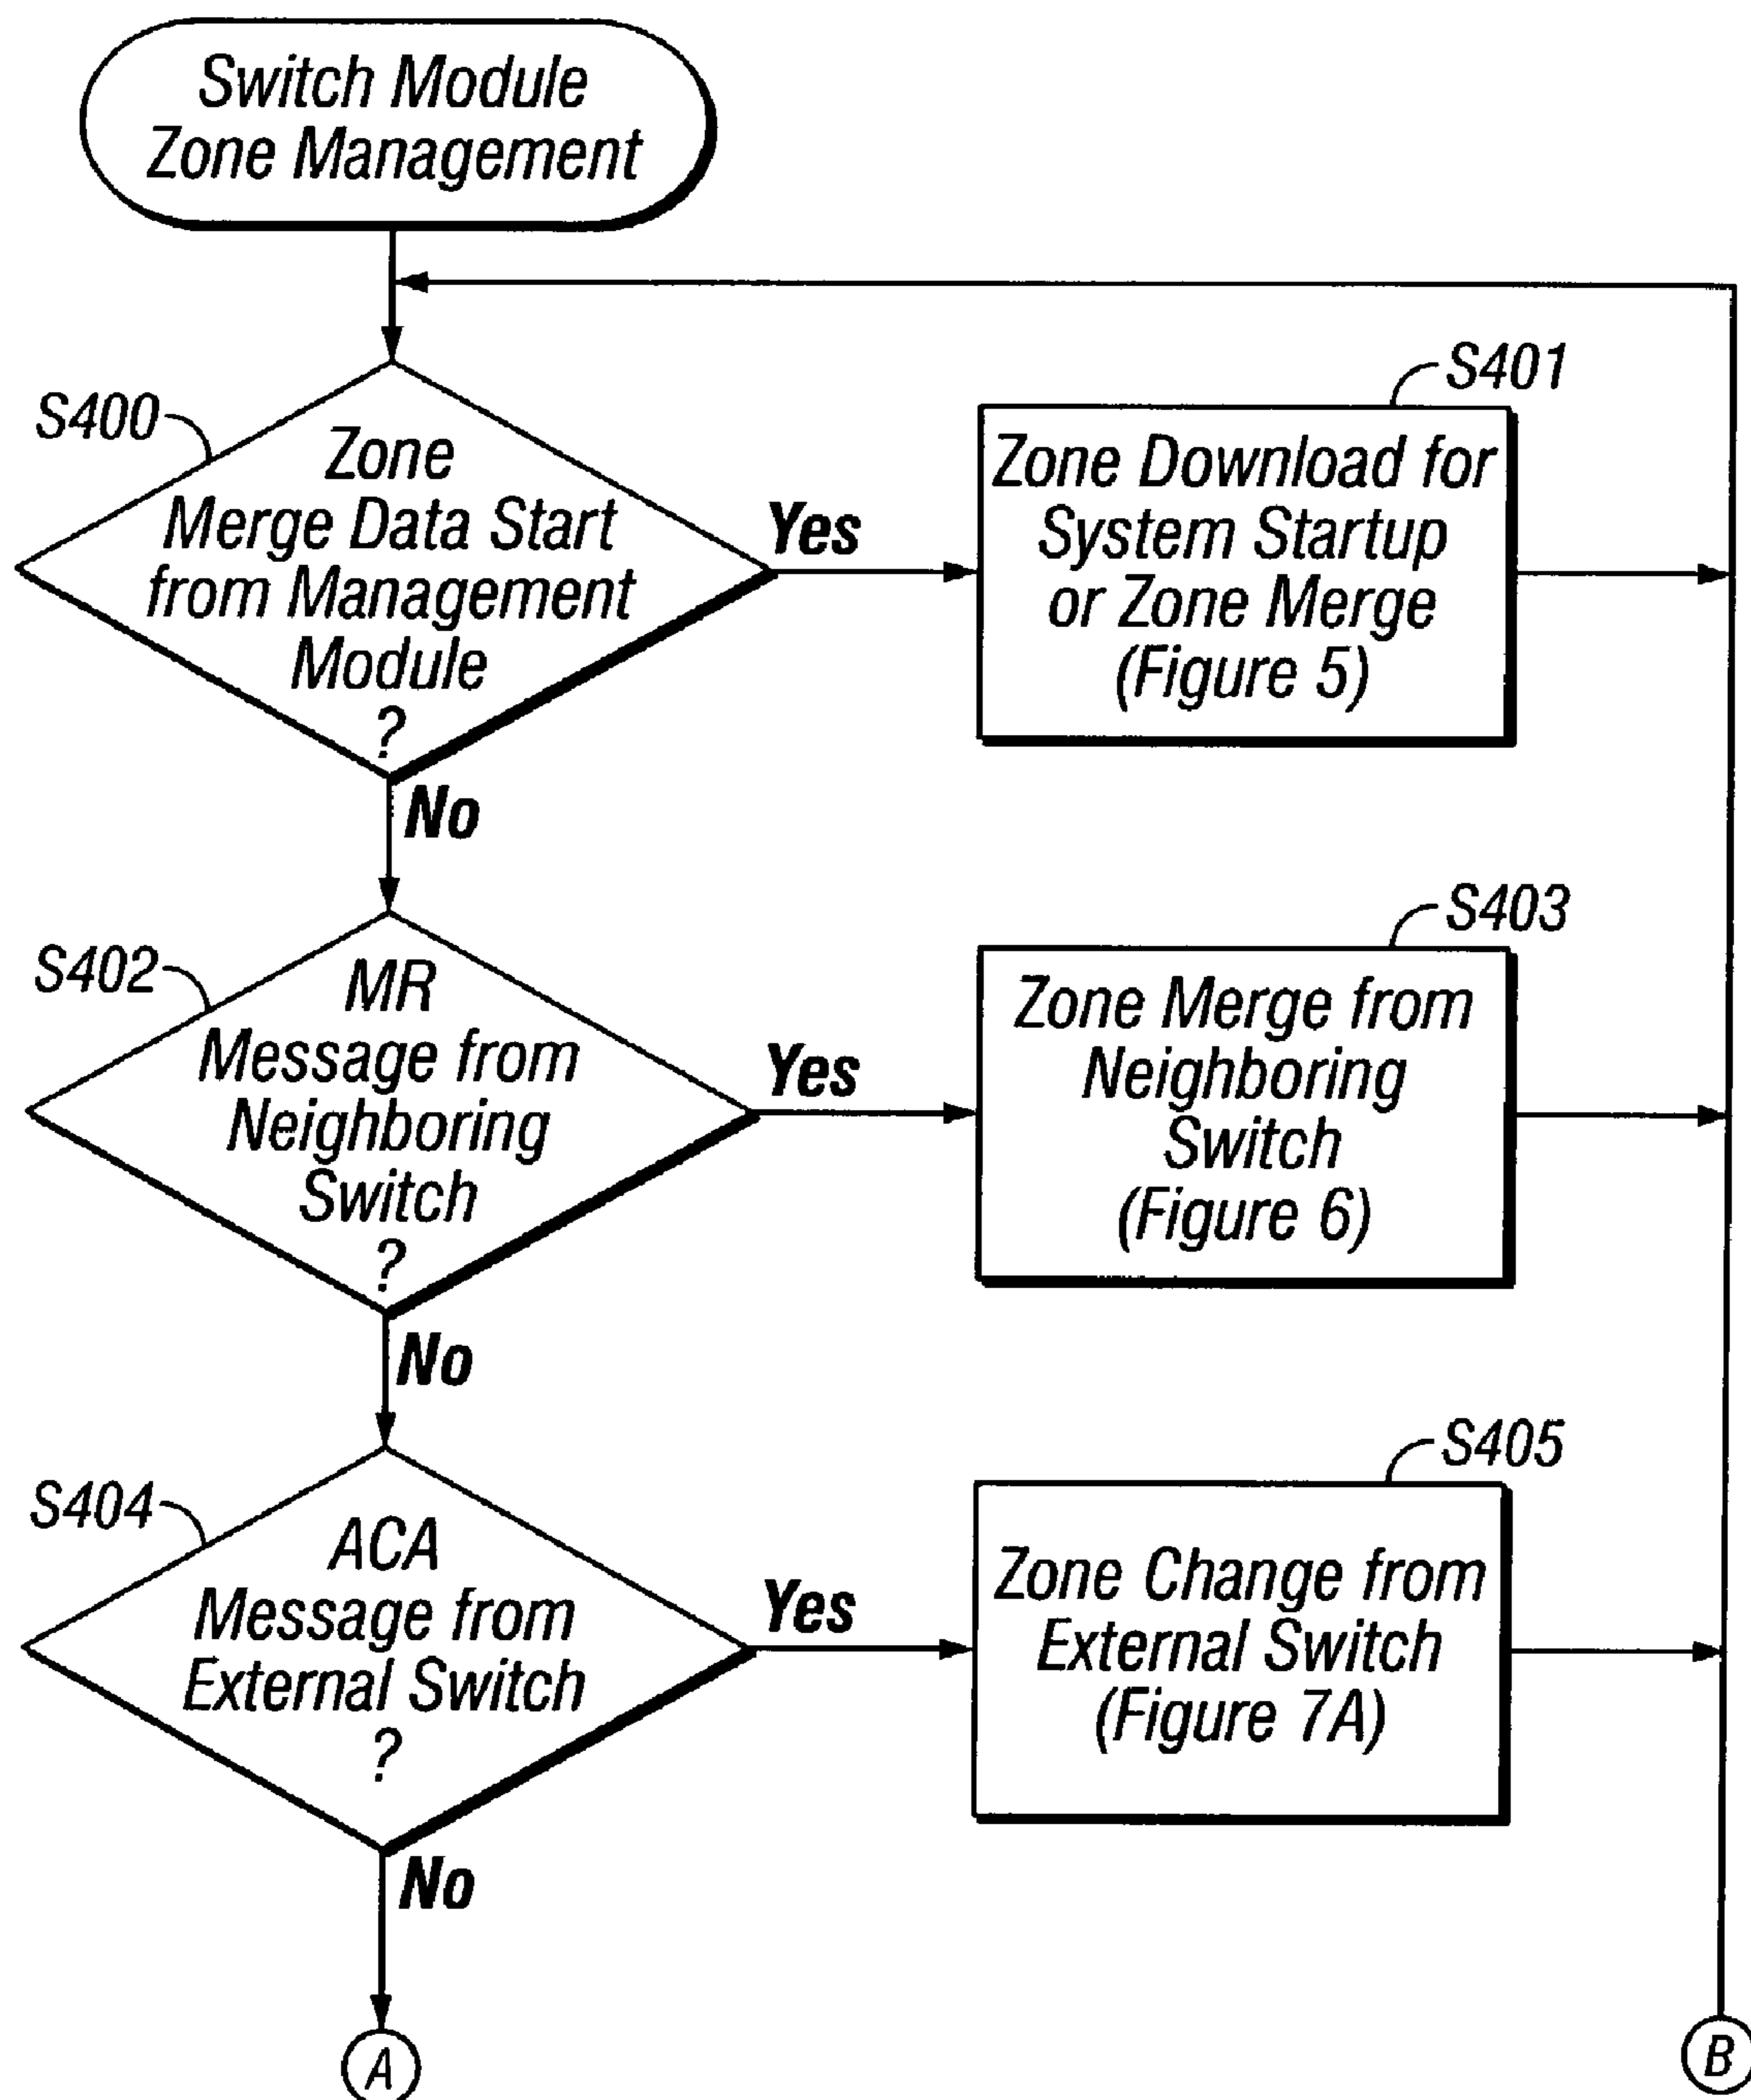 Switch Module
Zone Management
S400
Zone
Merge Data Start
from Management
Module
?
Yes
No
S401
Zone Download for
System Startup
or Zone Merge
(Figure 5)
S402
MR
Message from
Neighboring
Switch
?
Yes
No
S403
Zone Merge from
Neighboring
Switch
(Figure 6)
S404
ACA
Message from
External Switch
?
Yes
No
S405
Zone Change from
External Switch
(Figure 7A)
A
B